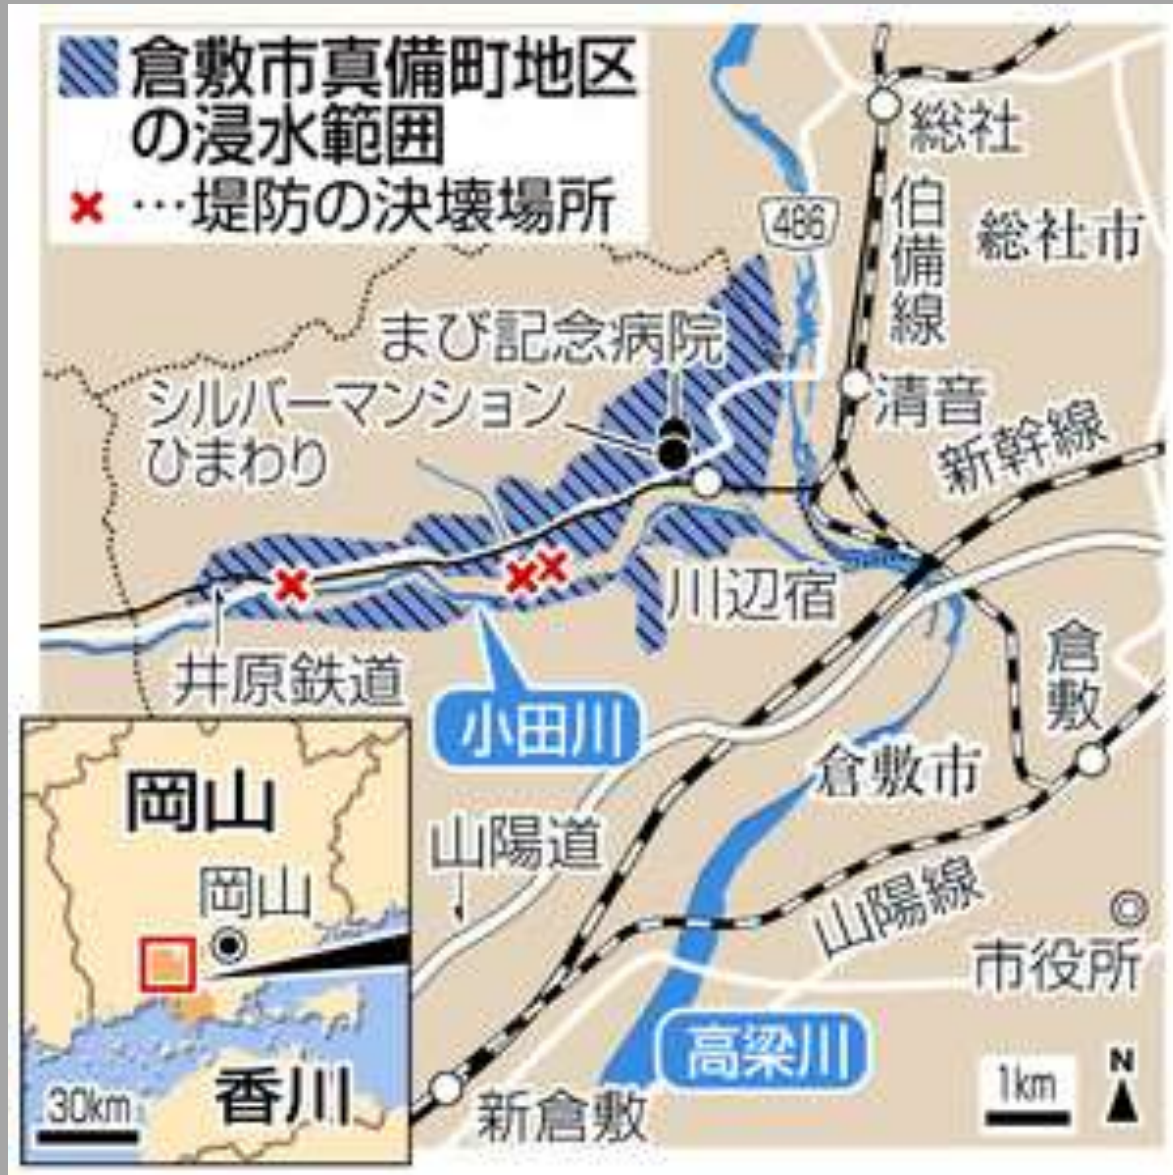 倉敷市真備町地区
の浸水範囲
×…堤防の決壊場所
総社
486
伯備線
総社市
まび記念病院
シルバーマンション
ひまわり
清音
新幹線
川辺宿
井原鉄道
小田川
倉敷
倉敷市
岡山
山陽道
岡山
山陽線
市役所
高梁川
香川
30km
新倉敷
1km
N